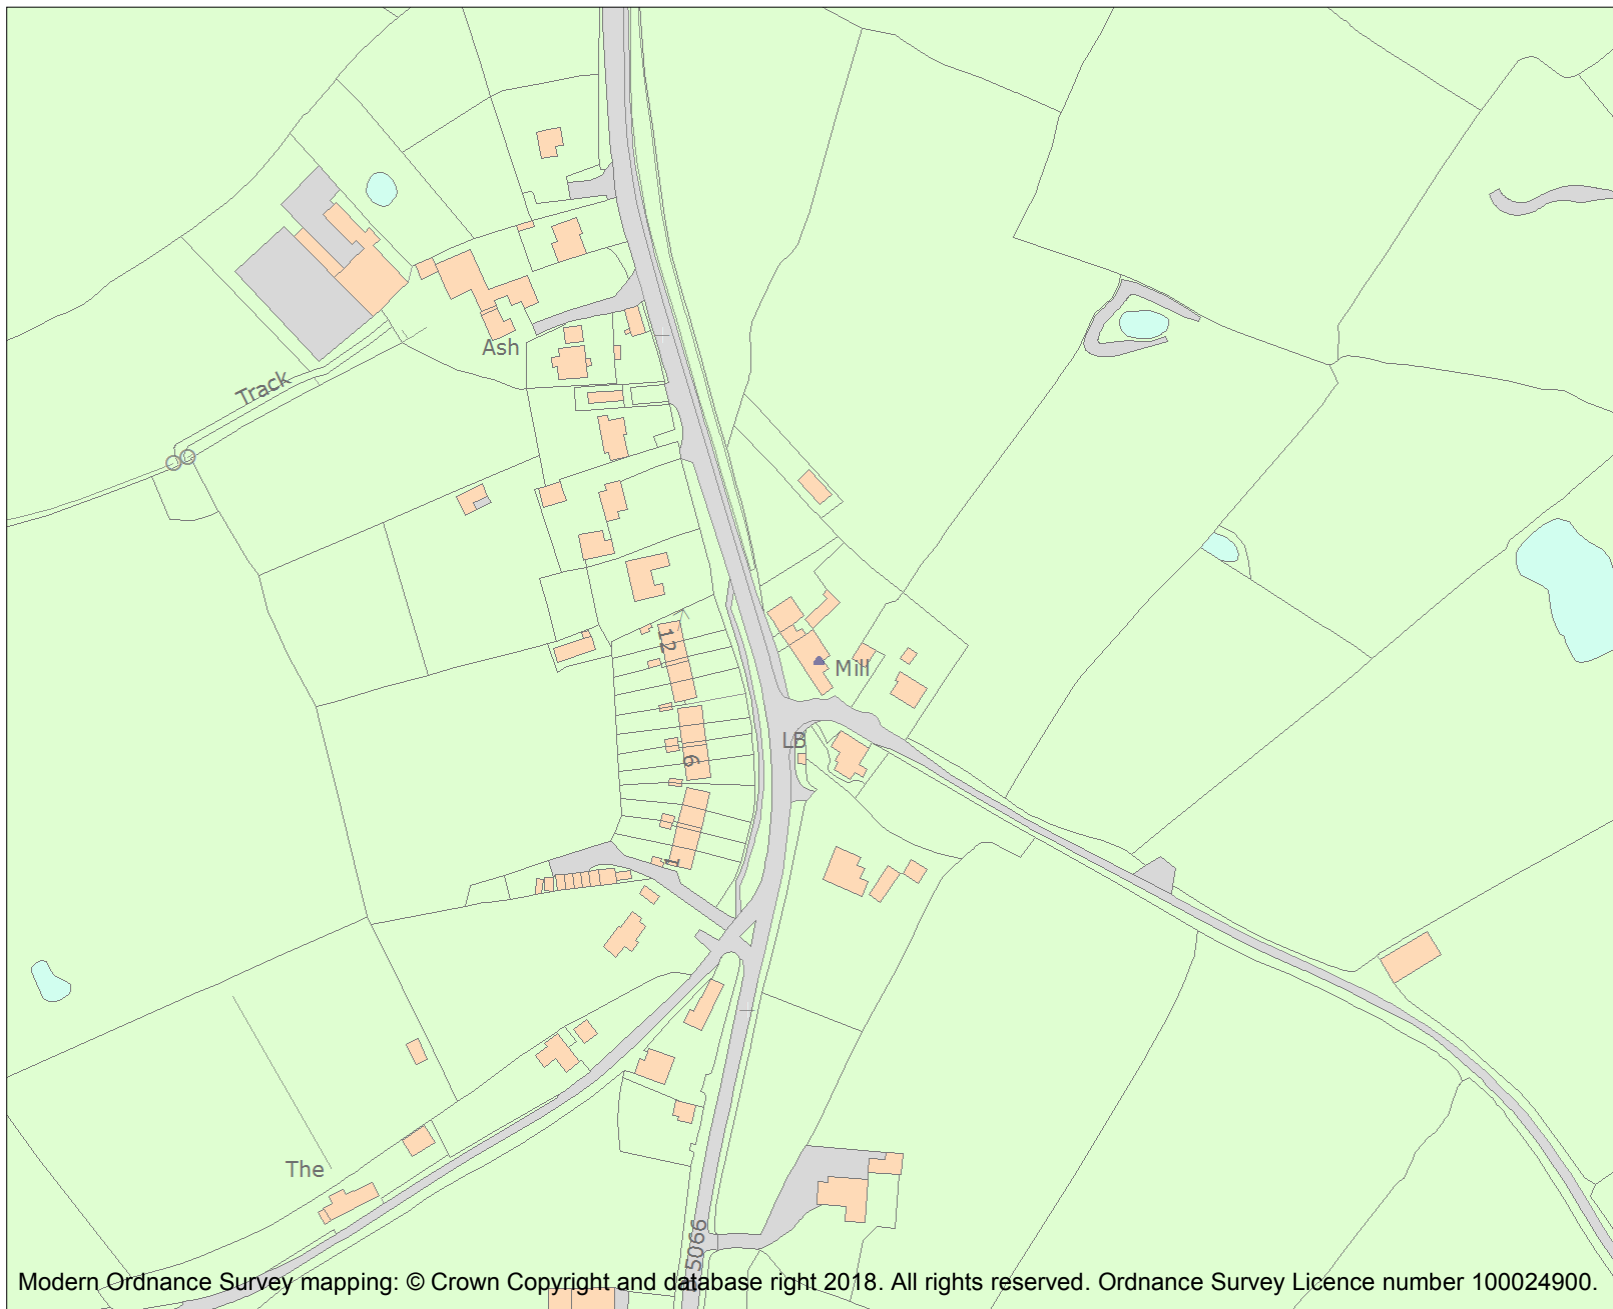 Ash
Track
12
Mill
LB
6
1
The
5066
Modern Ordnance Survey mapping: © Crown Copyright and database right 2018. All rights reserved. Ordnance Survey Licence number 100024900.